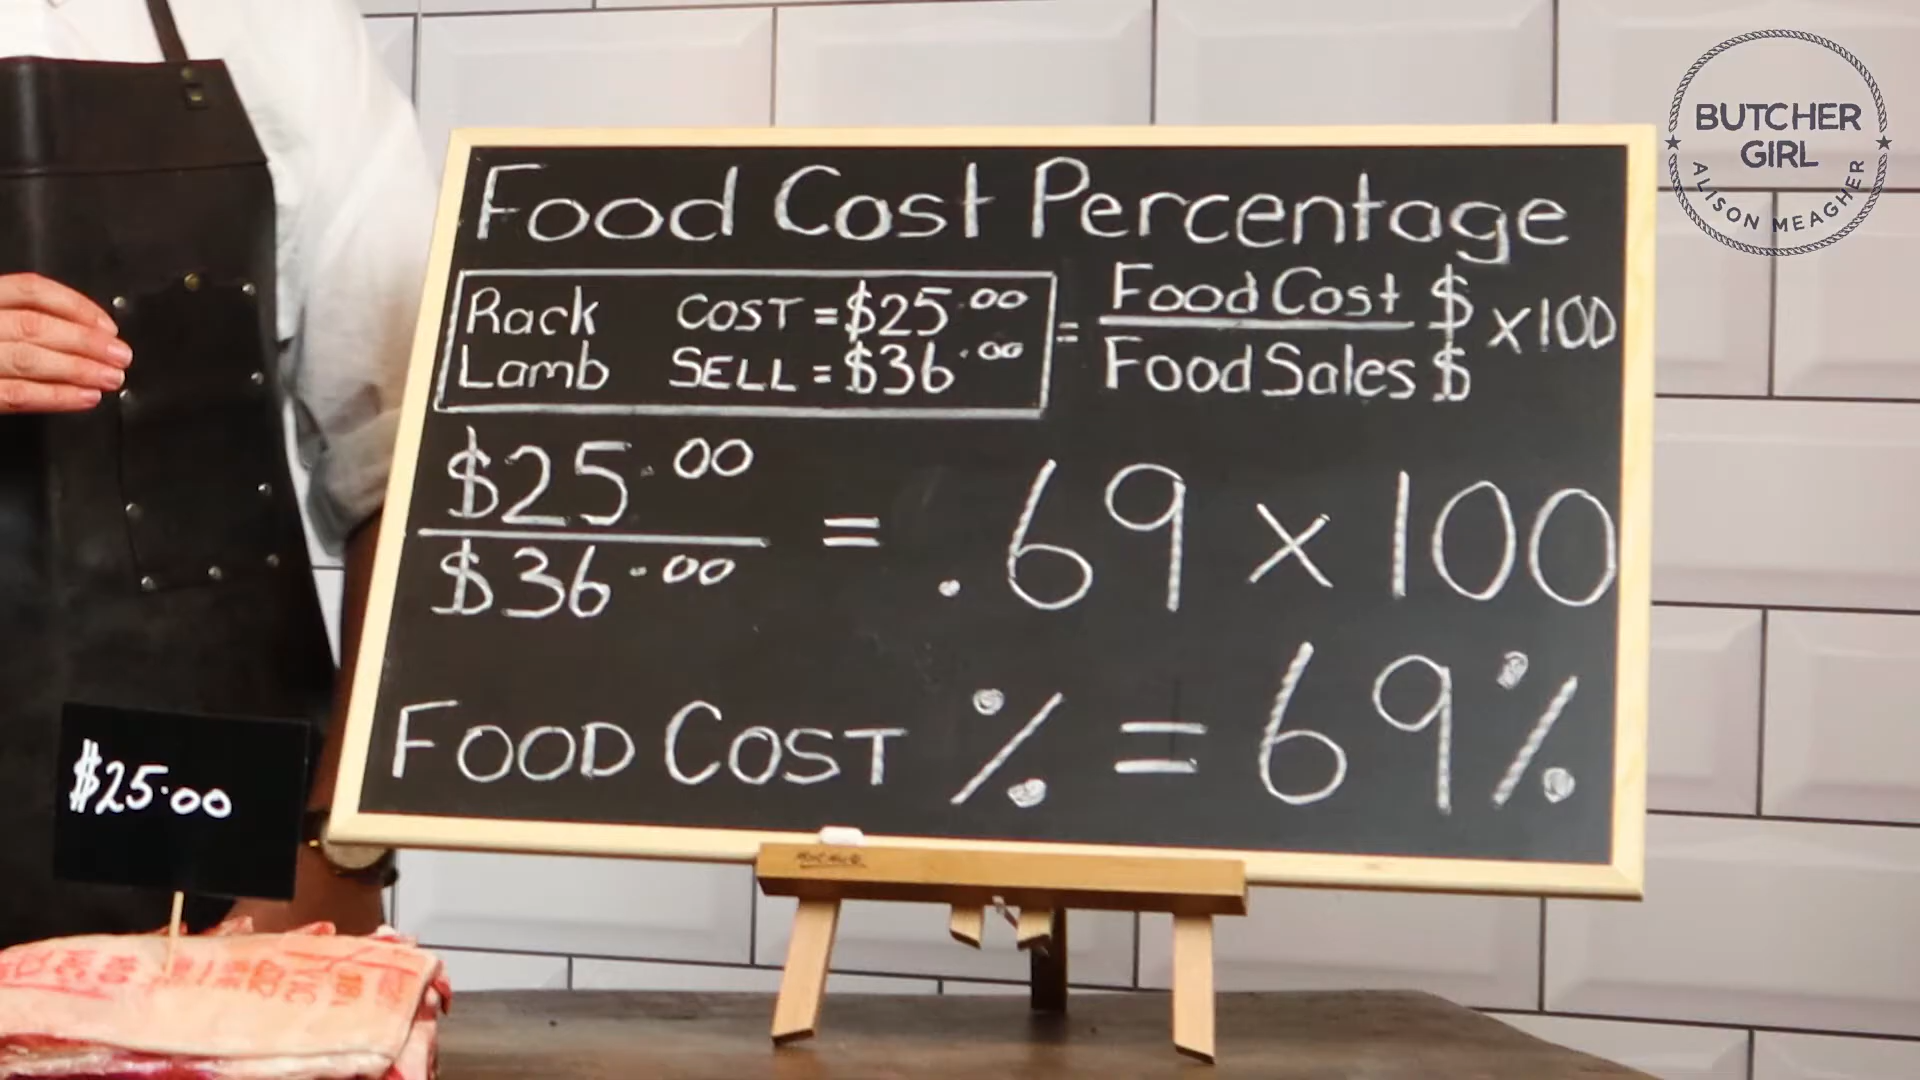 BUTCHER
GIRL
ALISON MEAGHER
Food Cost Percentage
Rack COST = $25.00
Lamb SELL = $36.00
= Food Cost $ x 100
Food Sales $
$25.00
$36.00
= .69 x 100
FOOD COST % = 69%
$25.00